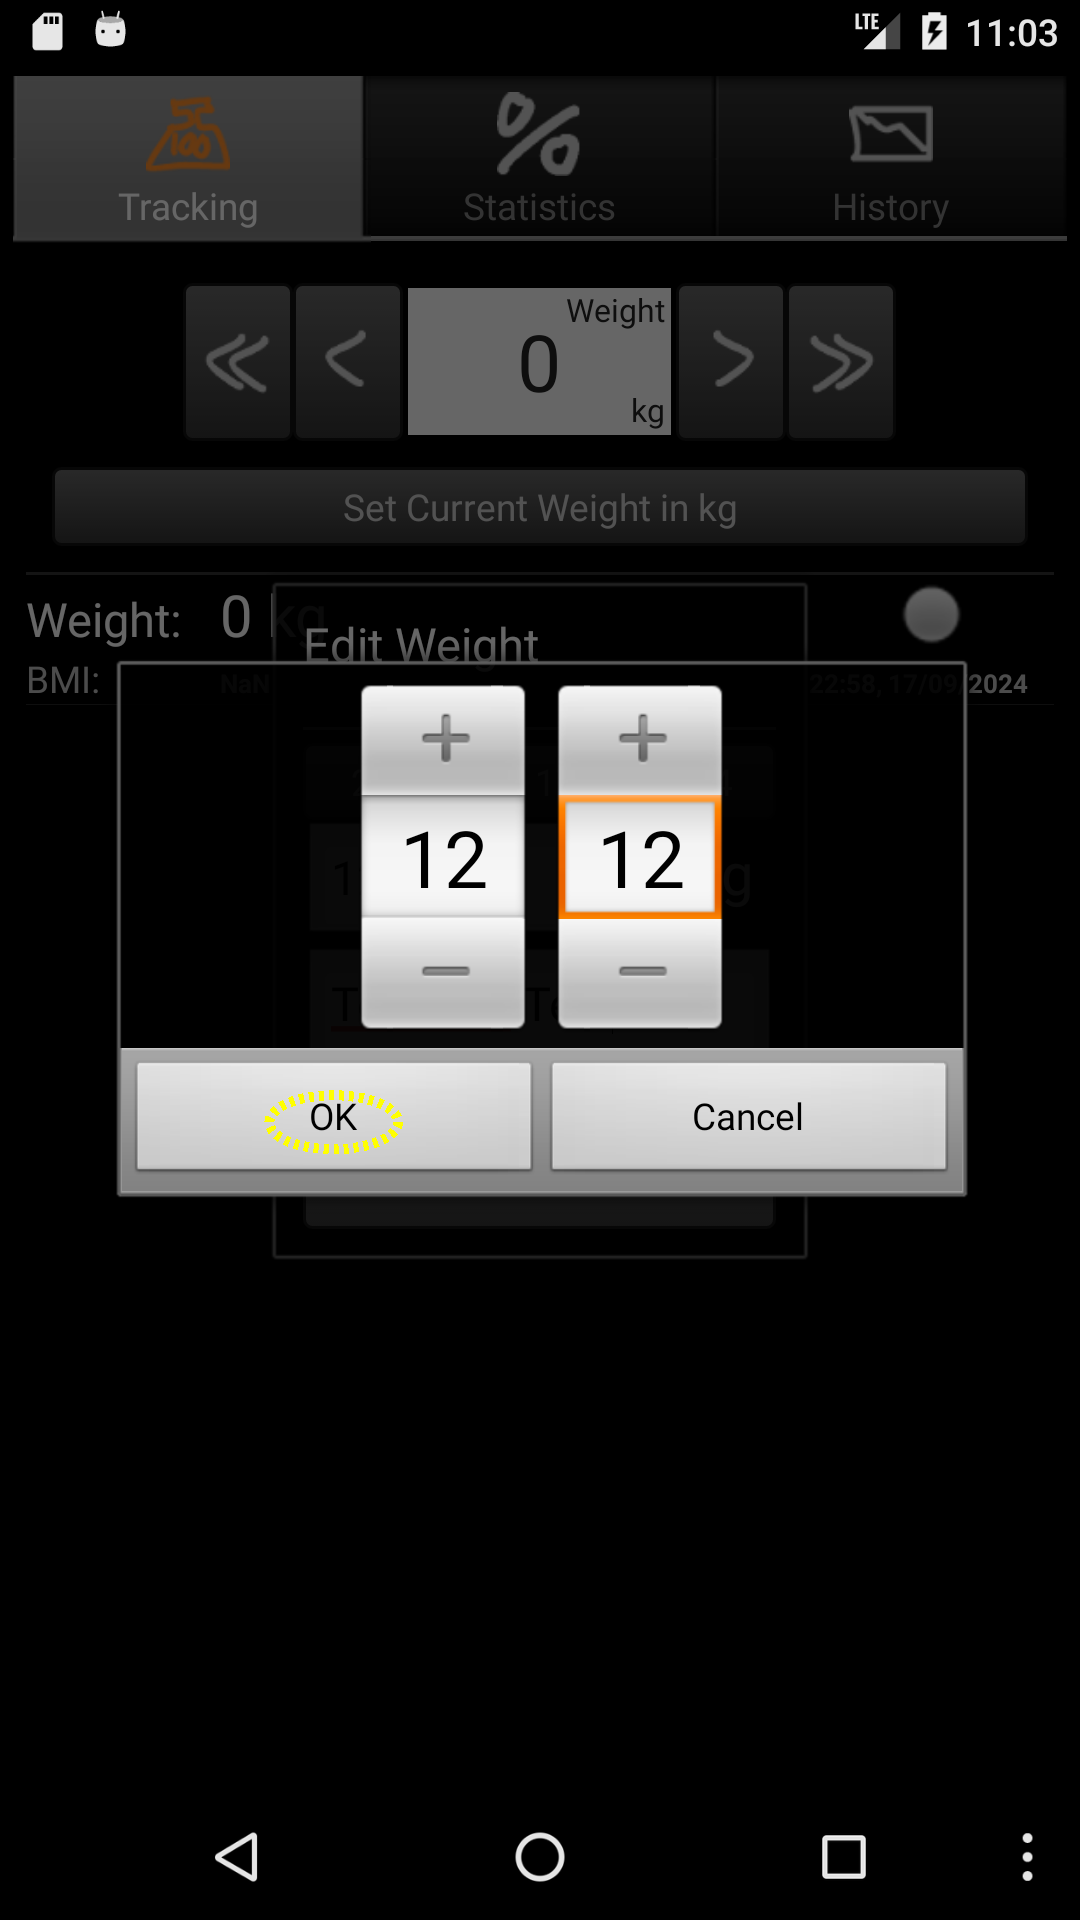 LTE 11:03
Tracking Statistics History
Weight
0
kg
Set Current Weight in kg
Weight: 0 kg
Edit Weight
BMI: NaN 22:58, 17/09/2024
12 12
OK Cancel